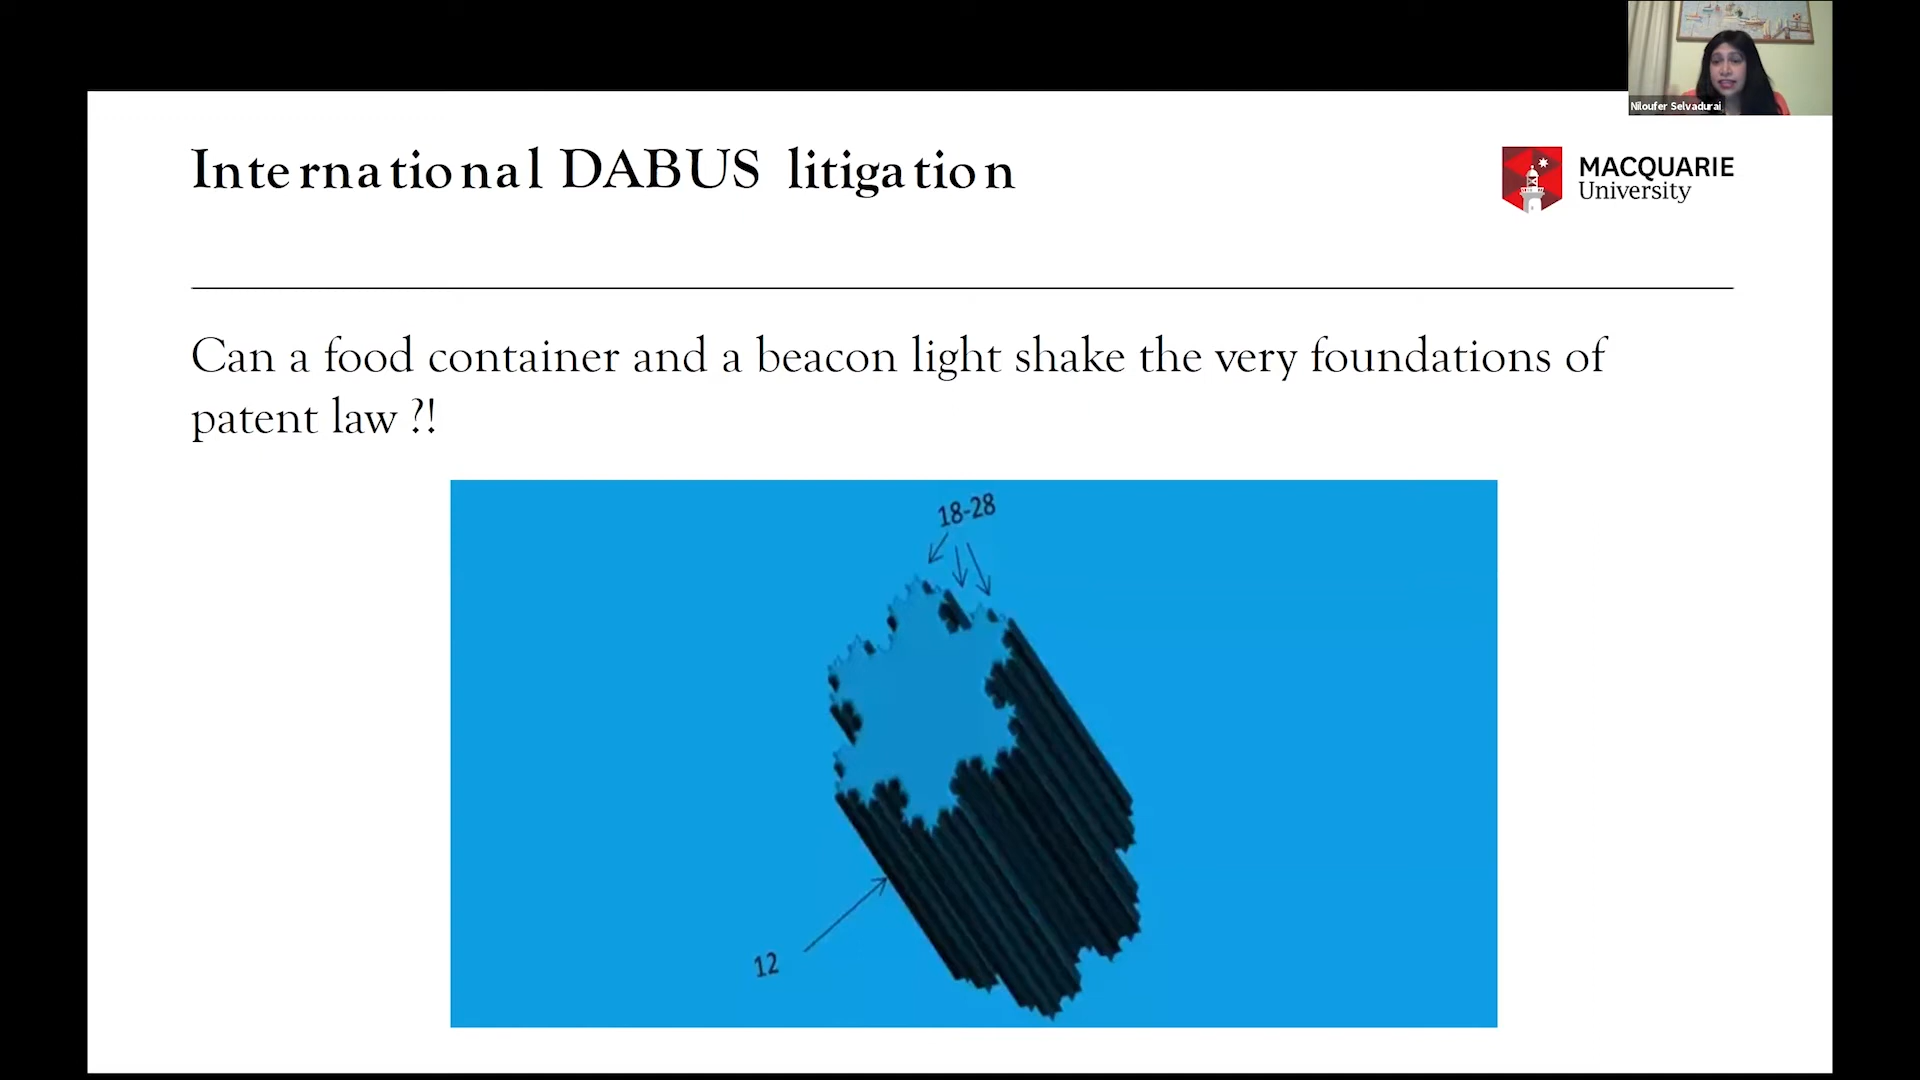 Niloufer Selvadurai
International DABUS litigation
MACQUARIE
University
Can a food container and a beacon light shake the very foundations of
patent law ?!
18-28
12